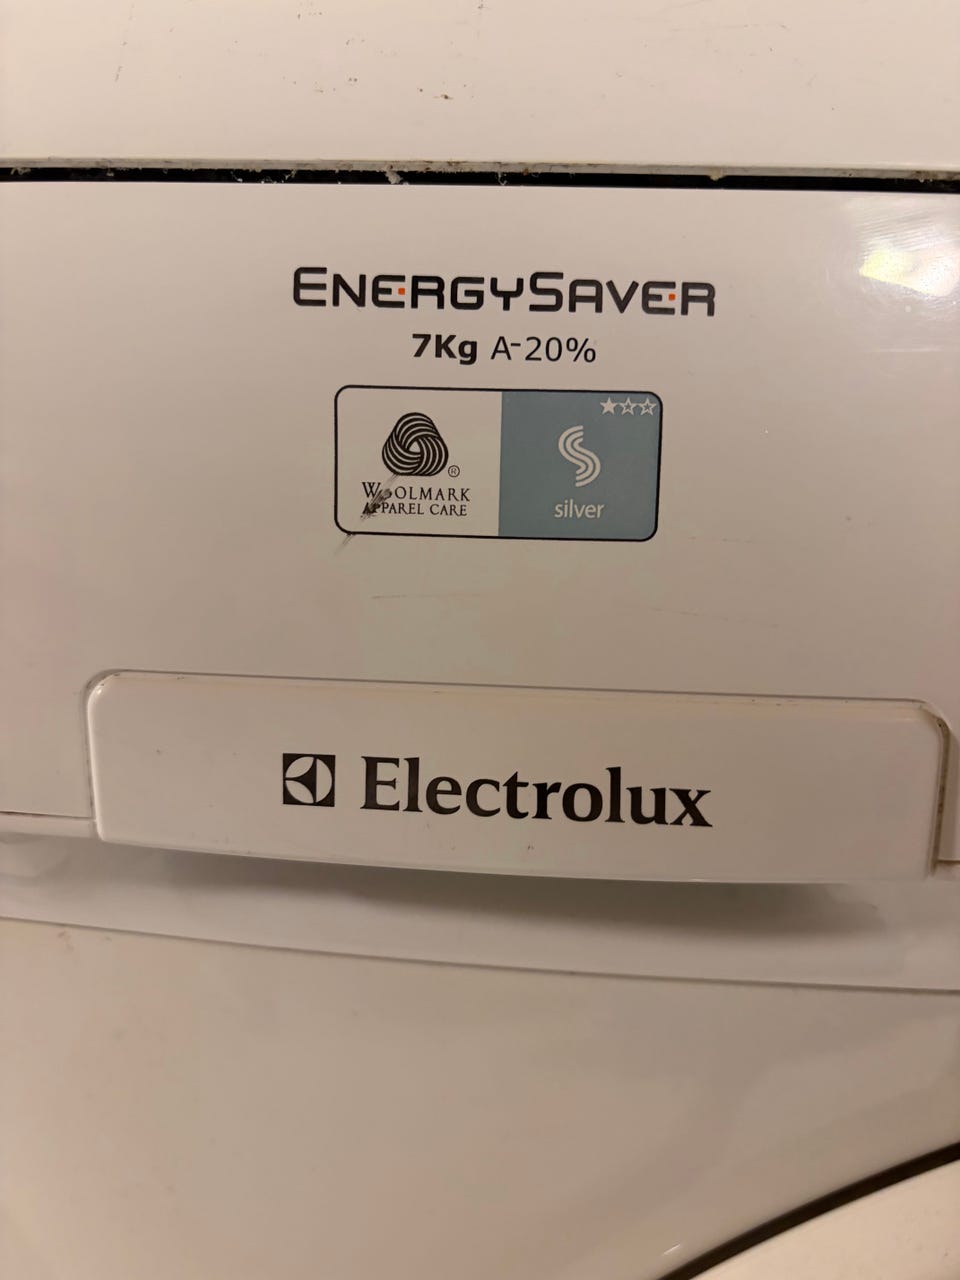 ENERGYSAVER
7Kg A-20%
WOOLMARK
APPAREL CARE
®
silver
Electrolux